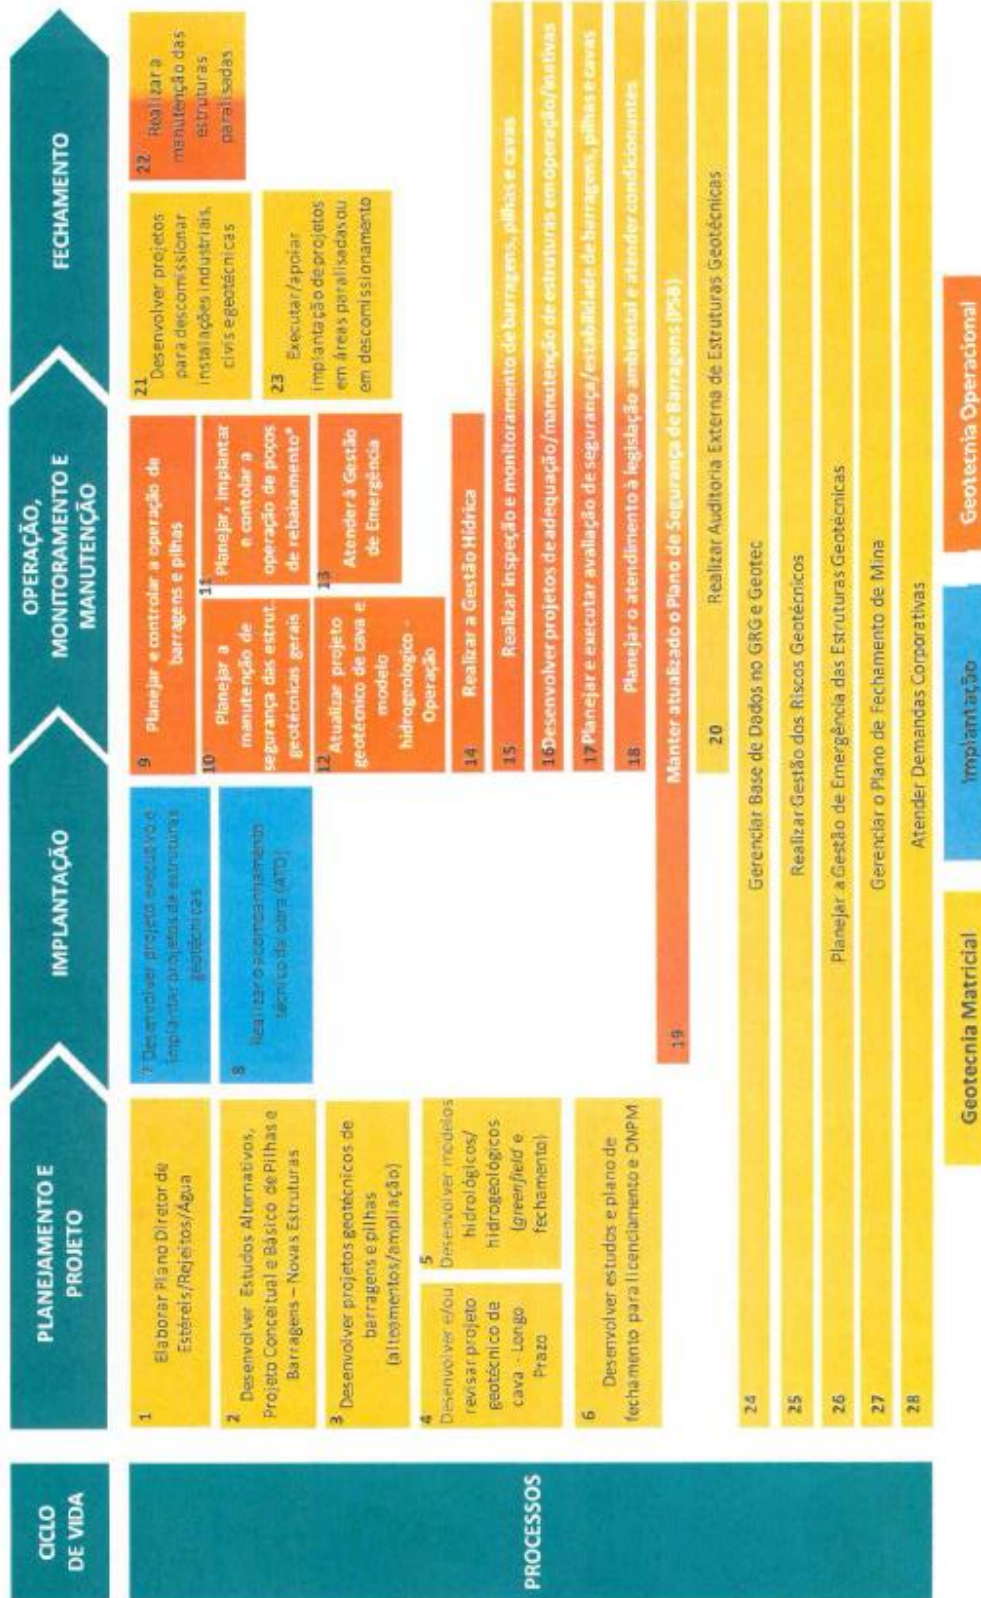 CICLO
DE VIDA
PLANEJAMENTO E
PROJETO
IMPLANTAÇÃO
OPERAÇÃO,
MONITORAMENTO E
MANUTENÇÃO
FECHAMENTO
PROCESSOS
1
Elaborar Plano Diretor de
Estéreis/Rejeitos/Água
2
Desenvolver Estudos Alternativos,
Projeto Conceitual e Básico de Pilhas e
Barragens – Novas Estruturas
3
Desenvolver projetos geotécnicos de
barragens e pilhas
(alteamentos/ampliação)
4
Desenvolver e/ou
revisar projeto
geotécnico de
cava - Longo
Prazo
5
Desenvolver modelos
hidrológicos/
hidrogeológicos
(greenfield e
fechamento)
6
Desenvolver estudos e plano de
fechamento para licenciamento e DNPM
7 Desenvolver projeto executivo e
implantar projetos de estruturas
geotécnicas
8
Realizar o acompanhamento
técnico da obra (ATO)
9
Planejar e controlar a operação de
barragens e pilhas
10
Planejar a
manutenção de
segurança das estrut.
geotécnicos gerais
11
Planejar, implantar
e contolar a
operação de poços
de rebaixamento*
12
Atualizar projeto
geotécnico de cava e
modelo
hidrogeologico -
Operação
13
Atender à Gestão
de Emergência
14 Realizar a Gestão Hídrica
15 Realizar inspeção e monitoramento de barragens, pilhas e cavas
16 Desenvolver projetos de adequação/manutenção de estruturas em operação/inativas
17 Planejar e executar avaliação de segurança/estabilidade de barragens, pilhas e cavas
18 Planejar o atendimento à legislação ambiental e atender condicionantes
19 Manter atualizado o Plano de Segurança de Barragens (PSB)
20 Realizar Auditoria Externa de Estruturas Geotécnicas
21
Desenvolver projetos
para descomissionar
instalações industriais,
civis e geotécnicas
22
Realizar a
manutenção das
estruturas
paralisadas
23
Executar/apoiar
implantação de projetos
em áreas paralisadas ou
em descomissionamento
24 Gerenciar Base de Dados no GRG e Geotec
25 Realizar Gestão dos Riscos Geotécnicos
26 Planejar a Gestão de Emergência das Estruturas Geotécnicas
27 Gerenciar o Plano de Fechamento de Mina
28 Atender Demandas Corporativas
Geotecnia Matricial
Implantação
Geotecnia Operacional